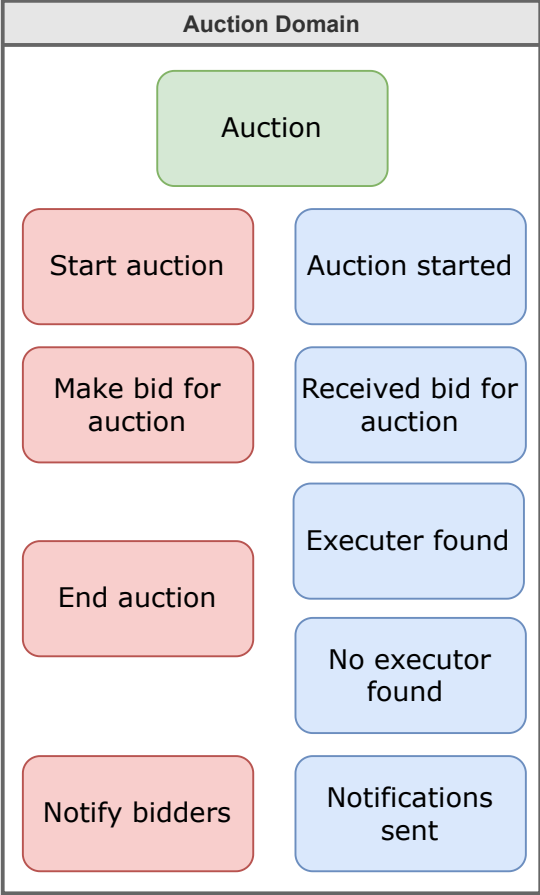 Auction Domain
Auction
Start auction
Auction started
Make bid for
auction
Received bid for
auction
Executer found
End auction
No executor
found
Notify bidders
Notifications
sent